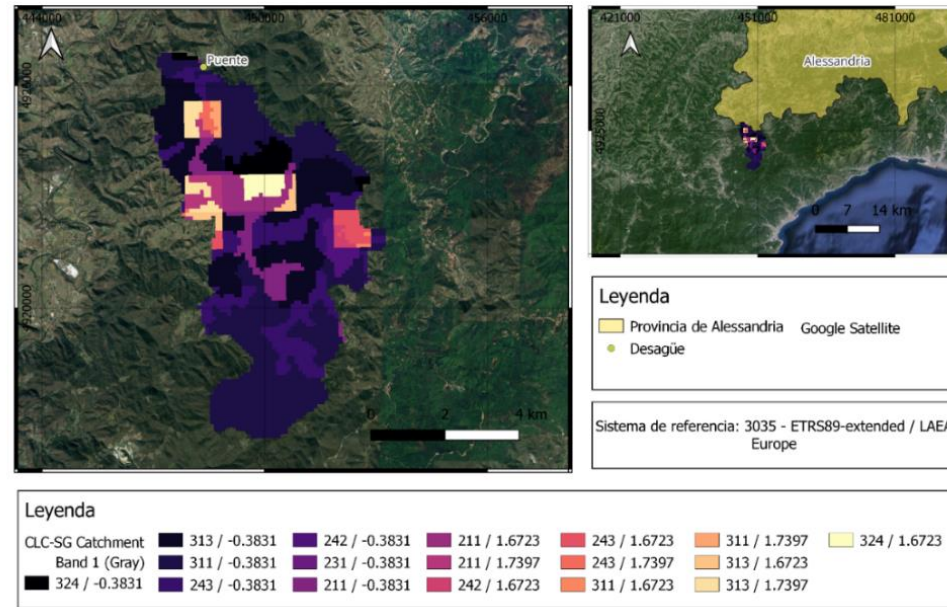 444000 450000 456000
Puente
4926000
4920000
0 2 4 km
421000 451000 481000
Alessandria
0 7 14 km
Leyenda
Provincia de Alessandria Google Satellite
Desagüe
Sistema de referencia: 3035 - ETRS89-extended / LAEA
Europe
Leyenda
CLC-SG Catchment
Band 1 (Gray)
324 / -0.3831
313 / -0.3831
311 / -0.3831
243 / -0.3831
242 / -0.3831
231 / -0.3831
211 / -0.3831
211 / 1.6723
211 / 1.7397
242 / 1.6723
243 / 1.6723
243 / 1.7397
311 / 1.6723
311 / 1.7397
313 / 1.6723
313 / 1.7397
324 / 1.6723